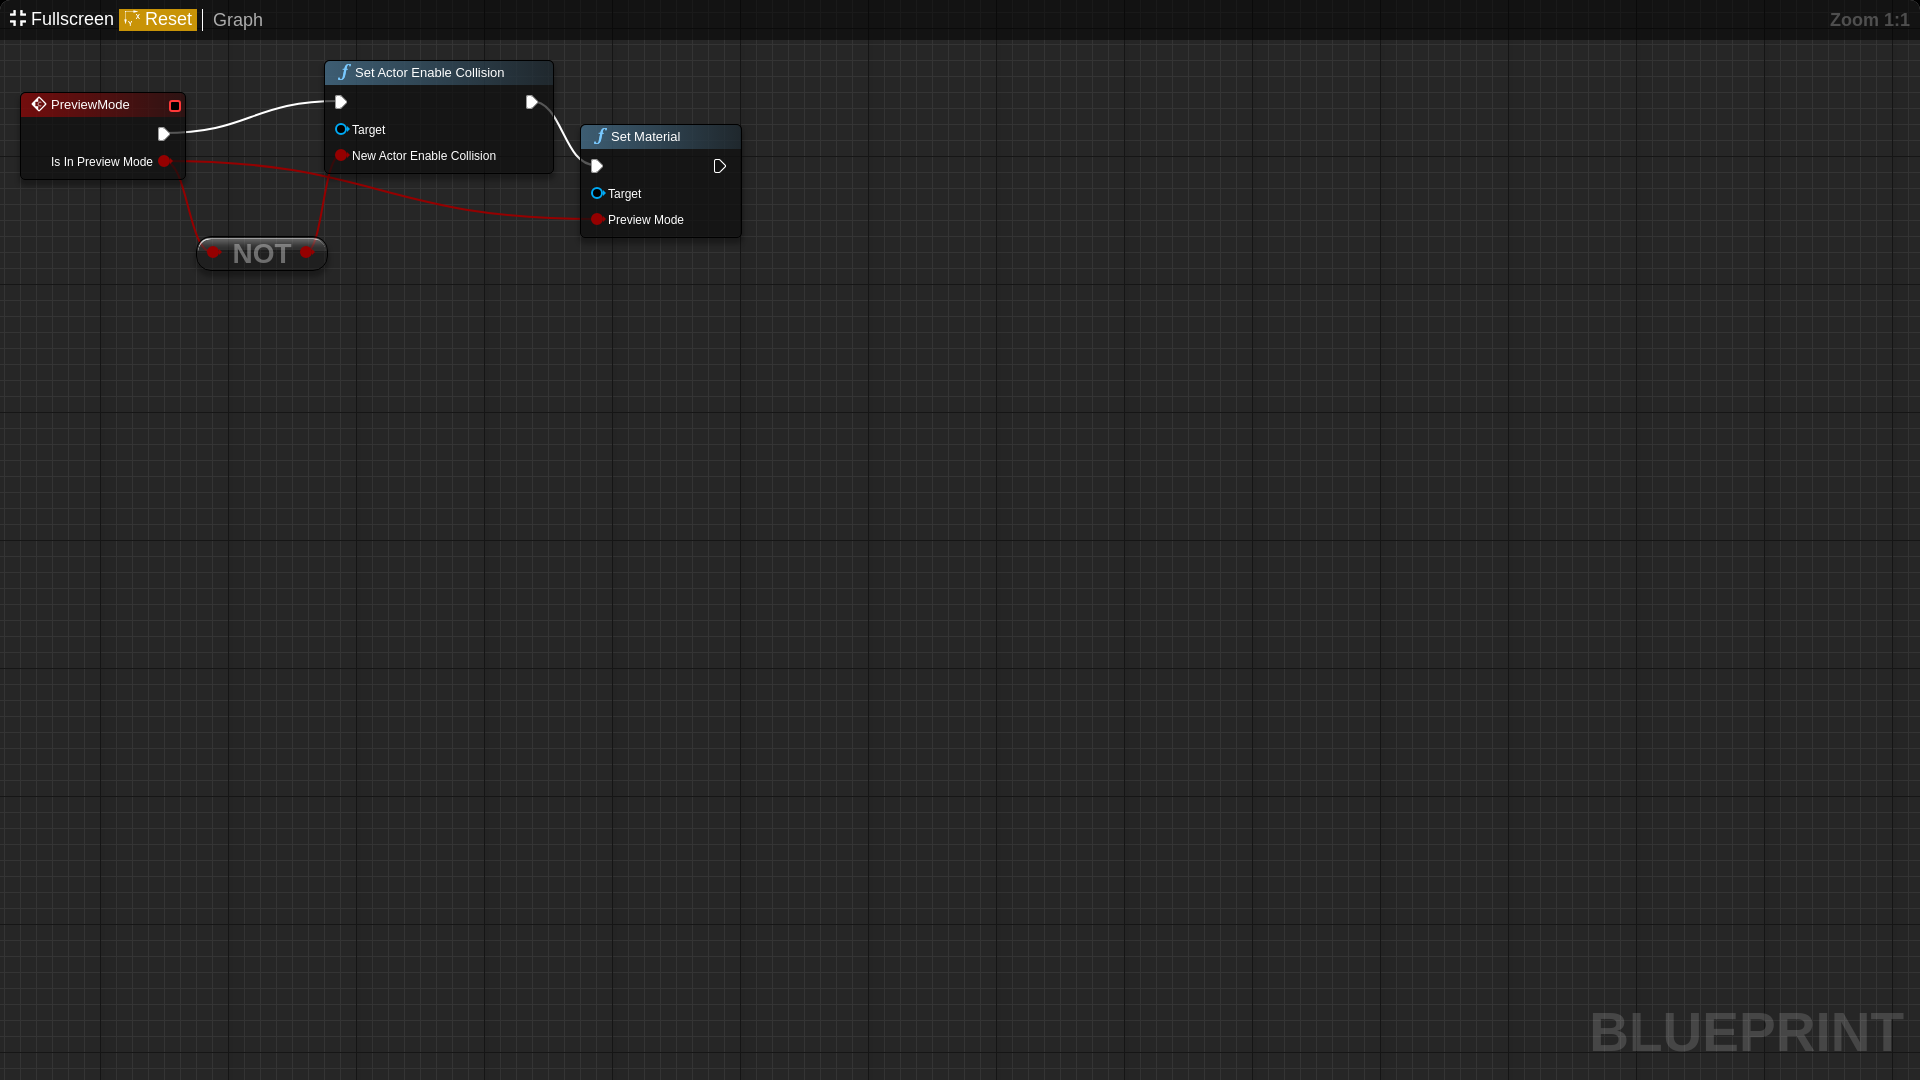 Fullscreen Reset Graph
Zoom 1:1
Set Actor Enable Collision
Target
New Actor Enable Collision
PreviewMode
Is In Preview Mode
Set Material
Target
Preview Mode
NOT
BLUEPRINT